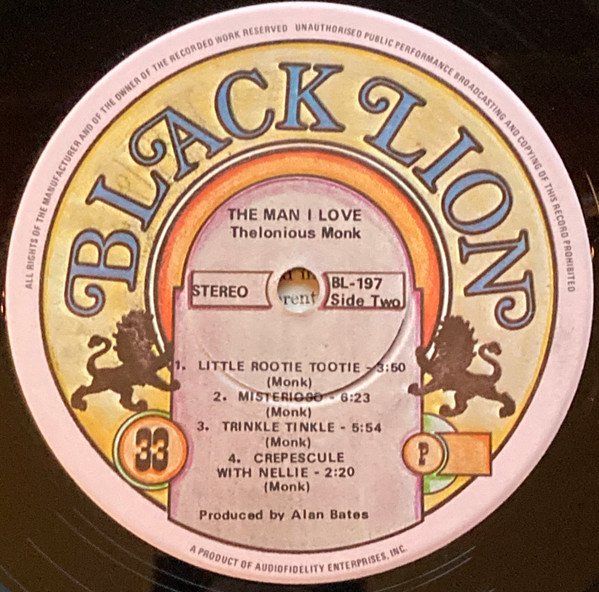 ALL RIGHTS OF THE MANUFACTURER AND OF THE OWNER OF THE RECORDED WORK RESERVED UNAUTHORISED PUBLIC PERFORMANCE BROADCASTING AND COPYING OF THIS RECORD PROHIBITED
BLACK LION
THE MAN I LOVE
Thelonious Monk
STEREO
BL-197
Side Two
rent
1. LITTLE ROOTIE TOOTIE - 3:50
(Monk)
2. MISTERIOSO - 6:23
(Monk)
3. TRINKLE TINKLE - 5:54
(Monk)
4. CREPESCULE
WITH NELLIE - 2:20
(Monk)
33
P
Produced by Alan Bates
A PRODUCT OF AUDIOFIDELITY ENTERPRISES, INC.